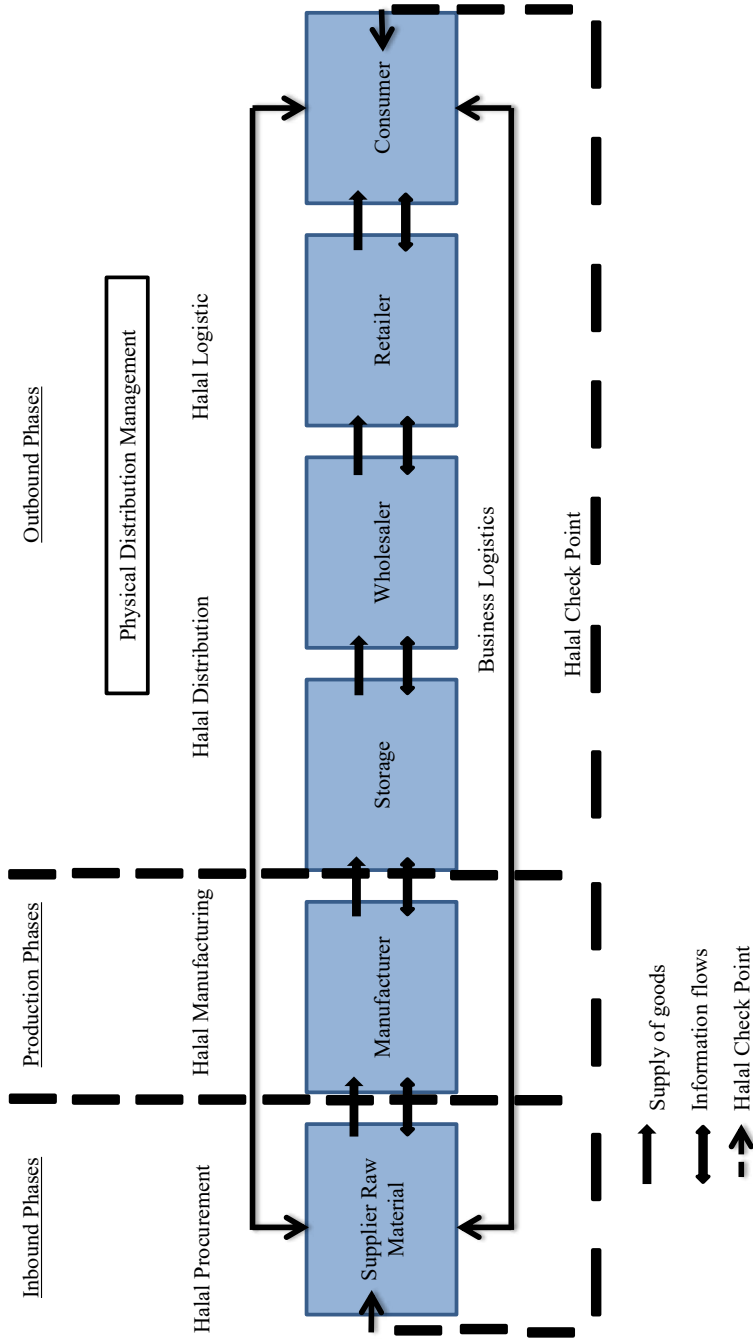 Inbound Phases
Production Phases
Outbound Phases
Physical Distribution Management
Halal Procurement
Halal Manufacturing
Halal Distribution
Halal Logistic
Supplier Raw
Material
Manufacturer
Storage
Wholesaler
Retailer
Consumer
Business Logistics
Halal Check Point
Supply of goods
Information flows
Halal Check Point